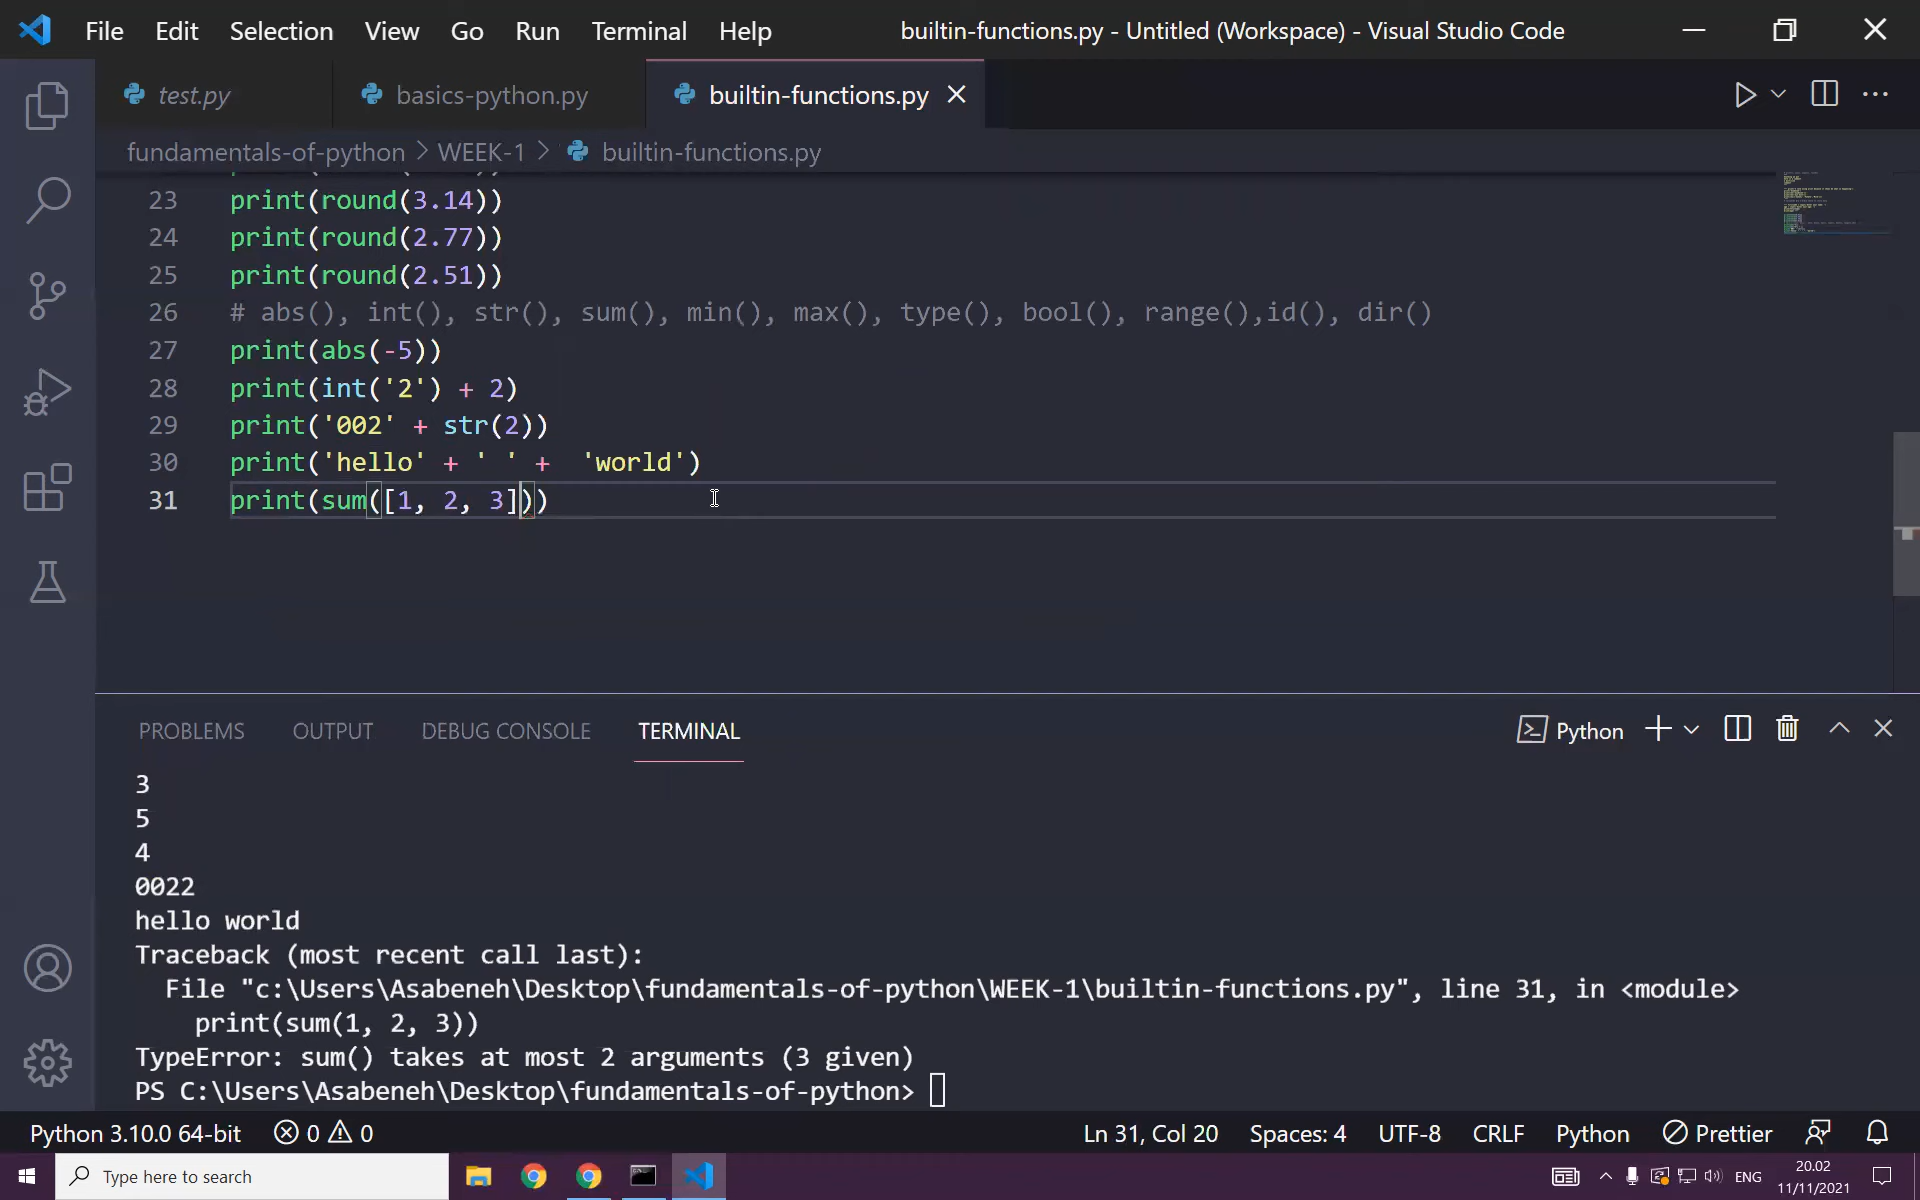 File Edit Selection View Go Run Terminal Help builtin-functions.py - Untitled (Workspace) - Visual Studio Code
test.py basics-python.py builtin-functions.py
fundamentals-of-python > WEEK-1 > builtin-functions.py
23 print(round(3.14))
24 print(round(2.77))
25 print(round(2.51))
26 # abs(), int(), str(), sum(), min(), max(), type(), bool(), range(),id(), dir()
27 print(abs(-5))
28 print(int('2') + 2)
29 print('002' + str(2))
30 print('hello' + ' ' +  'world')
31 print(sum([1, 2, 3]))
PROBLEMS OUTPUT DEBUG CONSOLE TERMINAL Python
3
5
4
0022
hello world
Traceback (most recent call last):
File "c:\Users\Asabeneh\Desktop\fundamentals-of-python\WEEK-1\builtin-functions.py", line 31, in <module>
print(sum(1, 2, 3))
TypeError: sum() takes at most 2 arguments (3 given)
PS C:\Users\Asabeneh\Desktop\fundamentals-of-python>
Python 3.10.0 64-bit 0 0 Ln 31, Col 20 Spaces: 4 UTF-8 CRLF Python Prettier
Type here to search ENG 20.02
11/11/2021